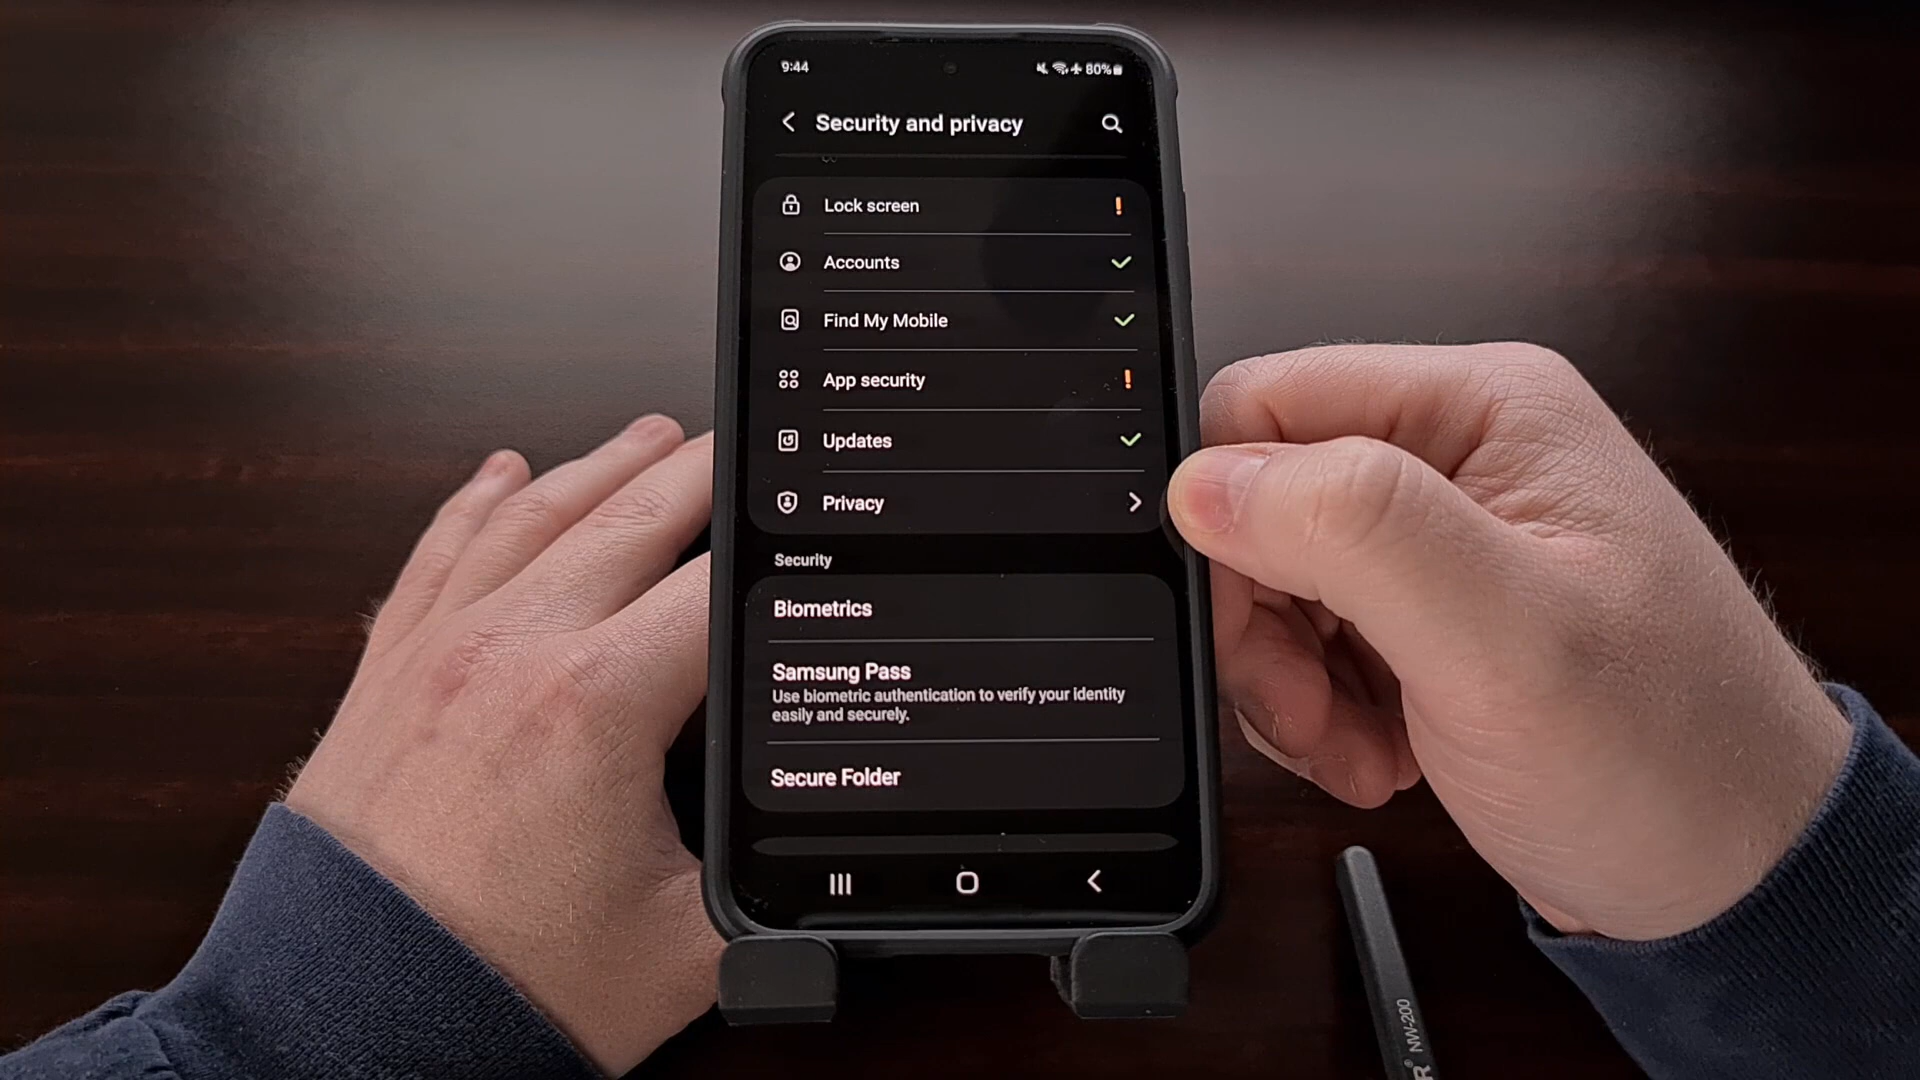 9:44
80%
Security and privacy
Lock screen
Accounts
Find My Mobile
App security
Updates
Privacy
Security
Biometrics
Samsung Pass
Use biometric authentication to verify your identity
easily and securely.
Secure Folder
R® NW-200